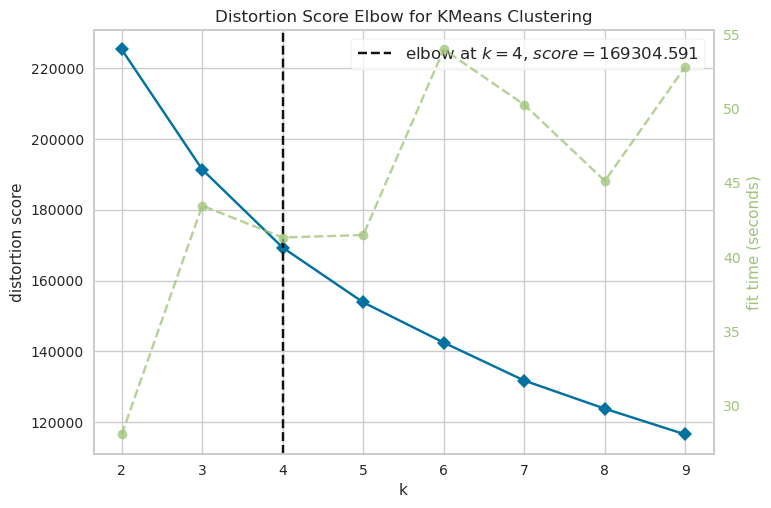 Distortion Score Elbow for KMeans Clustering
elbow at k = 4, score = 169304.591
distortion score
220000
200000
180000
160000
140000
120000
fit time (seconds)
55
50
45
40
35
30
2 3 4 5 6 7 8 9
k